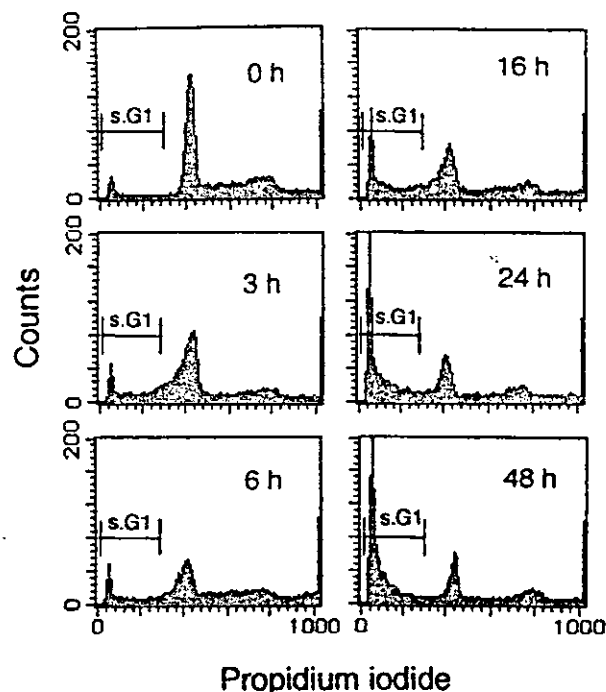 200
0 h
s.G1
0
16 h
s.G1
200
Counts
3 h
s.G1
0
24 h
s.G1
200
6 h
s.G1
0
0
1000
48 h
s.G1
0
1000
Propidium iodide